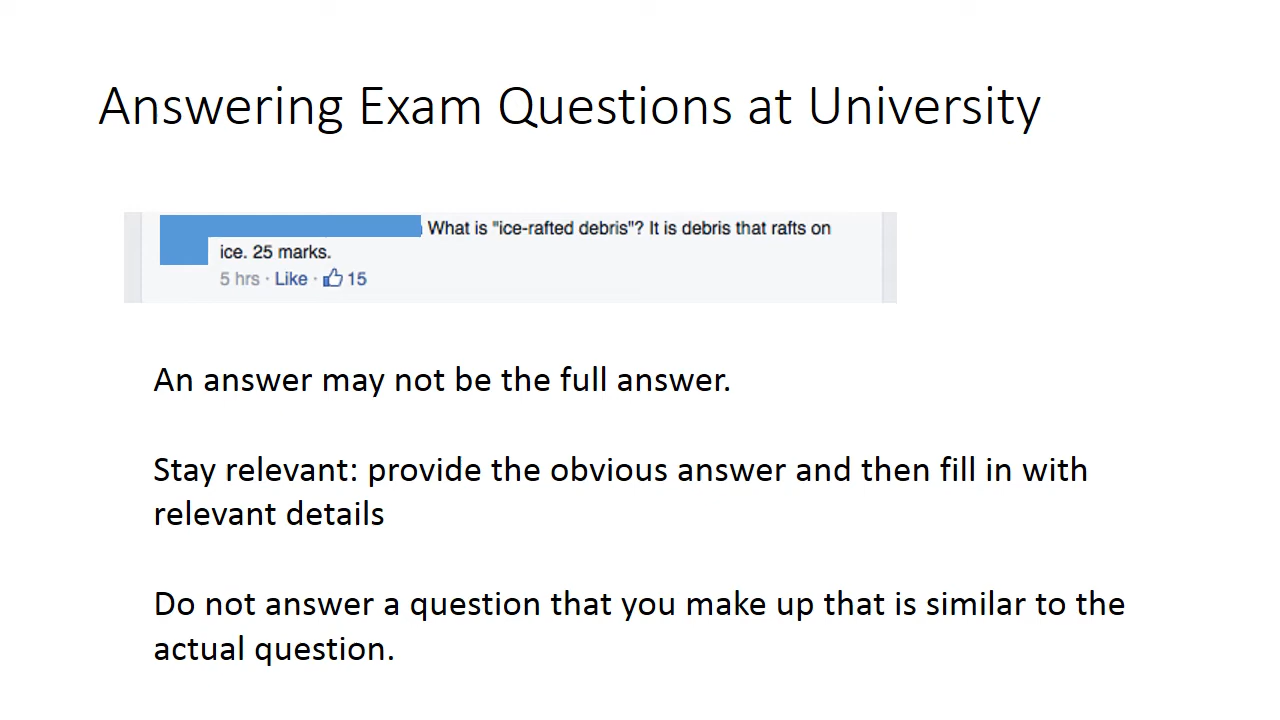 Answering Exam Questions at University
What is "ice-rafted debris"? It is debris that rafts on
ice. 25 marks.
5 hrs · Like · 15
An answer may not be the full answer.
Stay relevant: provide the obvious answer and then fill in with
relevant details
Do not answer a question that you make up that is similar to the
actual question.